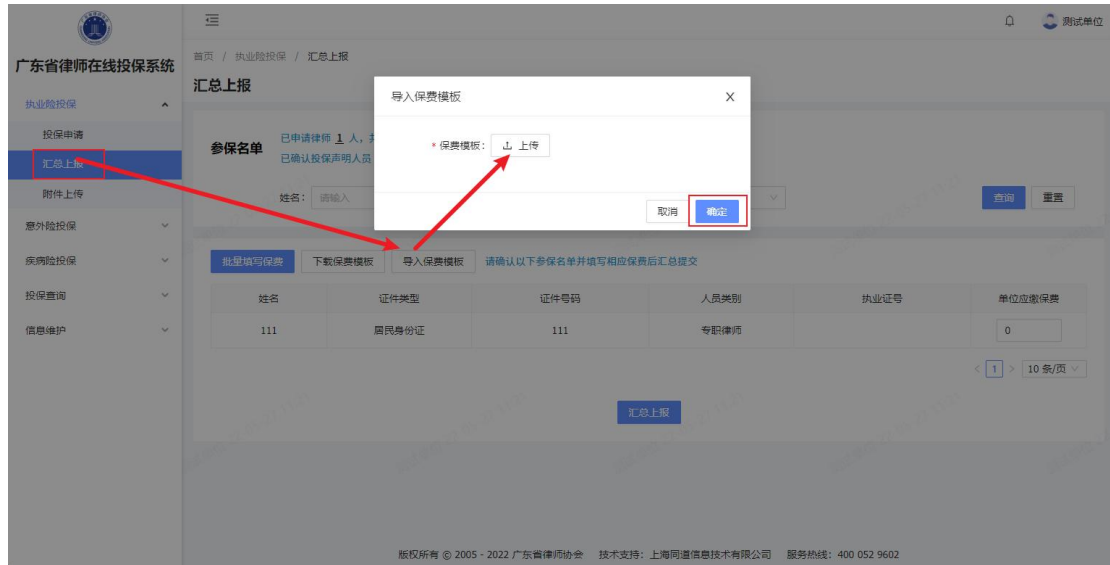 测试单位
广东省律师在线投保系统
首页 / 执业险投保 / 汇总上报
汇总上报
执业险投保
投保申请
汇总上报
附件上传
意外险投保
疾病险投保
投保查询
信息维护
导入保费模板
* 保费模板： 上传
取消 确定
参保名单
已申请律师 1 人，
已确认投保声明人员
姓名： 请输入
查询 重置
批量填写保费 下载保费模板 导入保费模板 请确认以下参保名单并填写相应保费后汇总提交
姓名 证件类型 证件号码 人员类别 执业证号 单位应缴保费
111 居民身份证 111 专职律师 0
< 1 > 10 条/页
汇总上报
版权所有 © 2005 - 2022 广东省律师协会 技术支持：上海同道信息技术有限公司 服务热线：400 052 9602